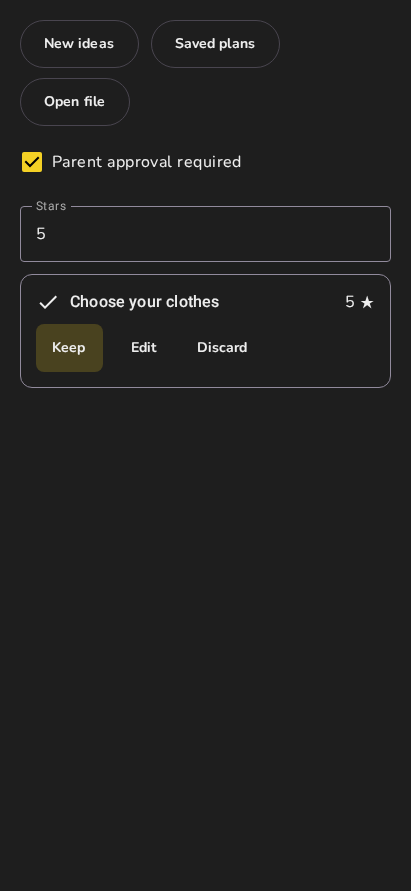 New ideas Saved plans
Open file
Parent approval required
Stars
5
Choose your clothes 5 ★
Keep Edit Discard